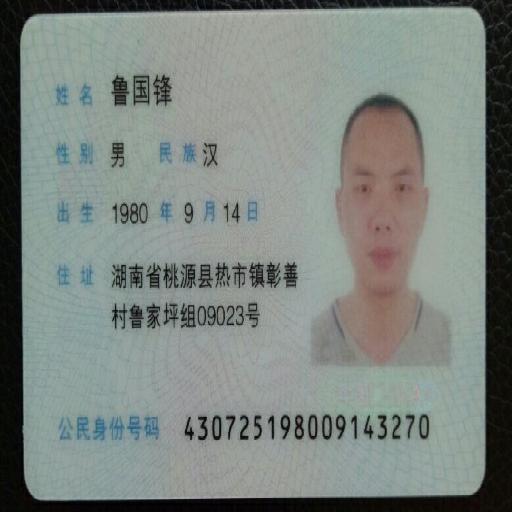 姓名 鲁国锋
性别 男 民族 汉
出生 1980 年 9 月 14 日
住址 湖南省桃源县热市镇彰善
村鲁家坪组09023号
公民身份号码 430725198009143270